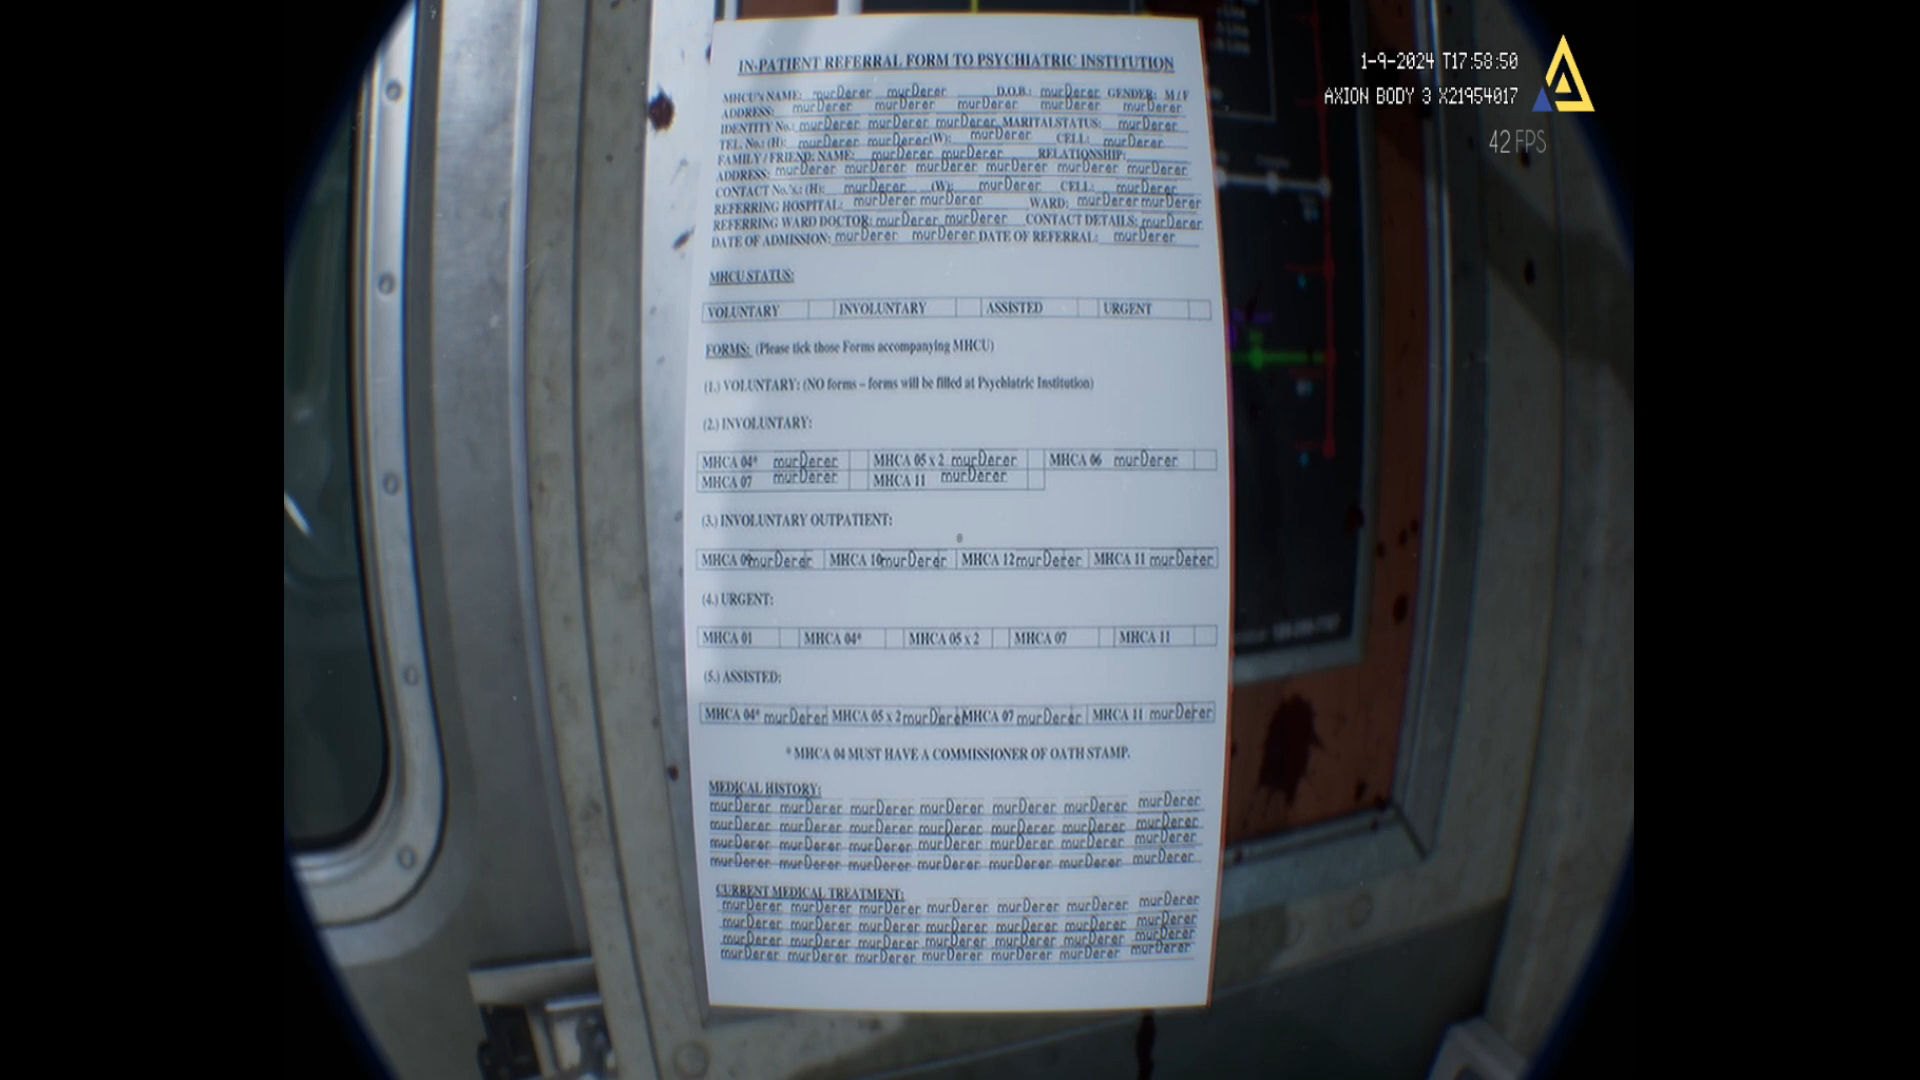 1-9-2024 T17:58:50
AXION BODY 3 X21954017
42 FPS
IN-PATIENT REFERRAL FORM TO PSYCHIATRIC INSTITUTION
MHCU'S NAME: murDerer murDerer D.O.B.: murDerer GENDER: M/F
ADDRESS: murDerer murDerer murDerer murDerer murDerer
IDENTITY No.: murDerer murDerer murDerer MARITAL STATUS: murDerer
TEL. No.: (H): murDerer murDerer (W): murDerer CELL: murDerer
FAMILY / FRIEND: NAME: murDerer murDerer RELATIONSHIP:
ADDRESS: murDerer murDerer murDerer murDerer murDerer murDerer
CONTACT No.'s.: (H): murDerer (W): murDerer CELL: murDerer
REFERRING HOSPITAL: murDerer murDerer WARD: murDerer murDerer
REFERRING WARD DOCTOR: murDerer murDerer CONTACT DETAILS: murDerer
DATE OF ADMISSION: murDerer murDerer DATE OF REFERRAL: murDerer
MHCU STATUS:
VOLUNTARY INVOLUNTARY ASSISTED URGENT
FORMS: (Please tick those Forms accompanying MHCU)
(1.) VOLUNTARY: (NO forms – forms will be filled at Psychiatric Institution)
(2.) INVOLUNTARY:
MHCA 04* murDerer MHCA 05 x 2 murDerer MHCA 06 murDerer
MHCA 07 murDerer MHCA 11 murDerer
(3.) INVOLUNTARY OUTPATIENT:
MHCA 09 murDerer MHCA 10 murDerer MHCA 12 murDerer MHCA 11 murDerer
(4.) URGENT:
MHCA 01 MHCA 04* MHCA 05 x 2 MHCA 07 MHCA 11
(5.) ASSISTED:
MHCA 04* murDerer MHCA 05 x 2 murDerer MHCA 07 murDerer MHCA 11 murDerer
* MHCA 04 MUST HAVE A COMMISSIONER OF OATH STAMP.
MEDICAL HISTORY:
murDerer murDerer murDerer murDerer murDerer murDerer murDerer
murDerer murDerer murDerer murDerer murDerer murDerer murDerer
murDerer murDerer murDerer murDerer murDerer murDerer murDerer
murDerer murDerer murDerer murDerer murDerer murDerer murDerer
CURRENT MEDICAL TREATMENT:
murDerer murDerer murDerer murDerer murDerer murDerer murDerer
murDerer murDerer murDerer murDerer murDerer murDerer murDerer
murDerer murDerer murDerer murDerer murDerer murDerer murDerer
murDerer murDerer murDerer murDerer murDerer murDerer murDerer